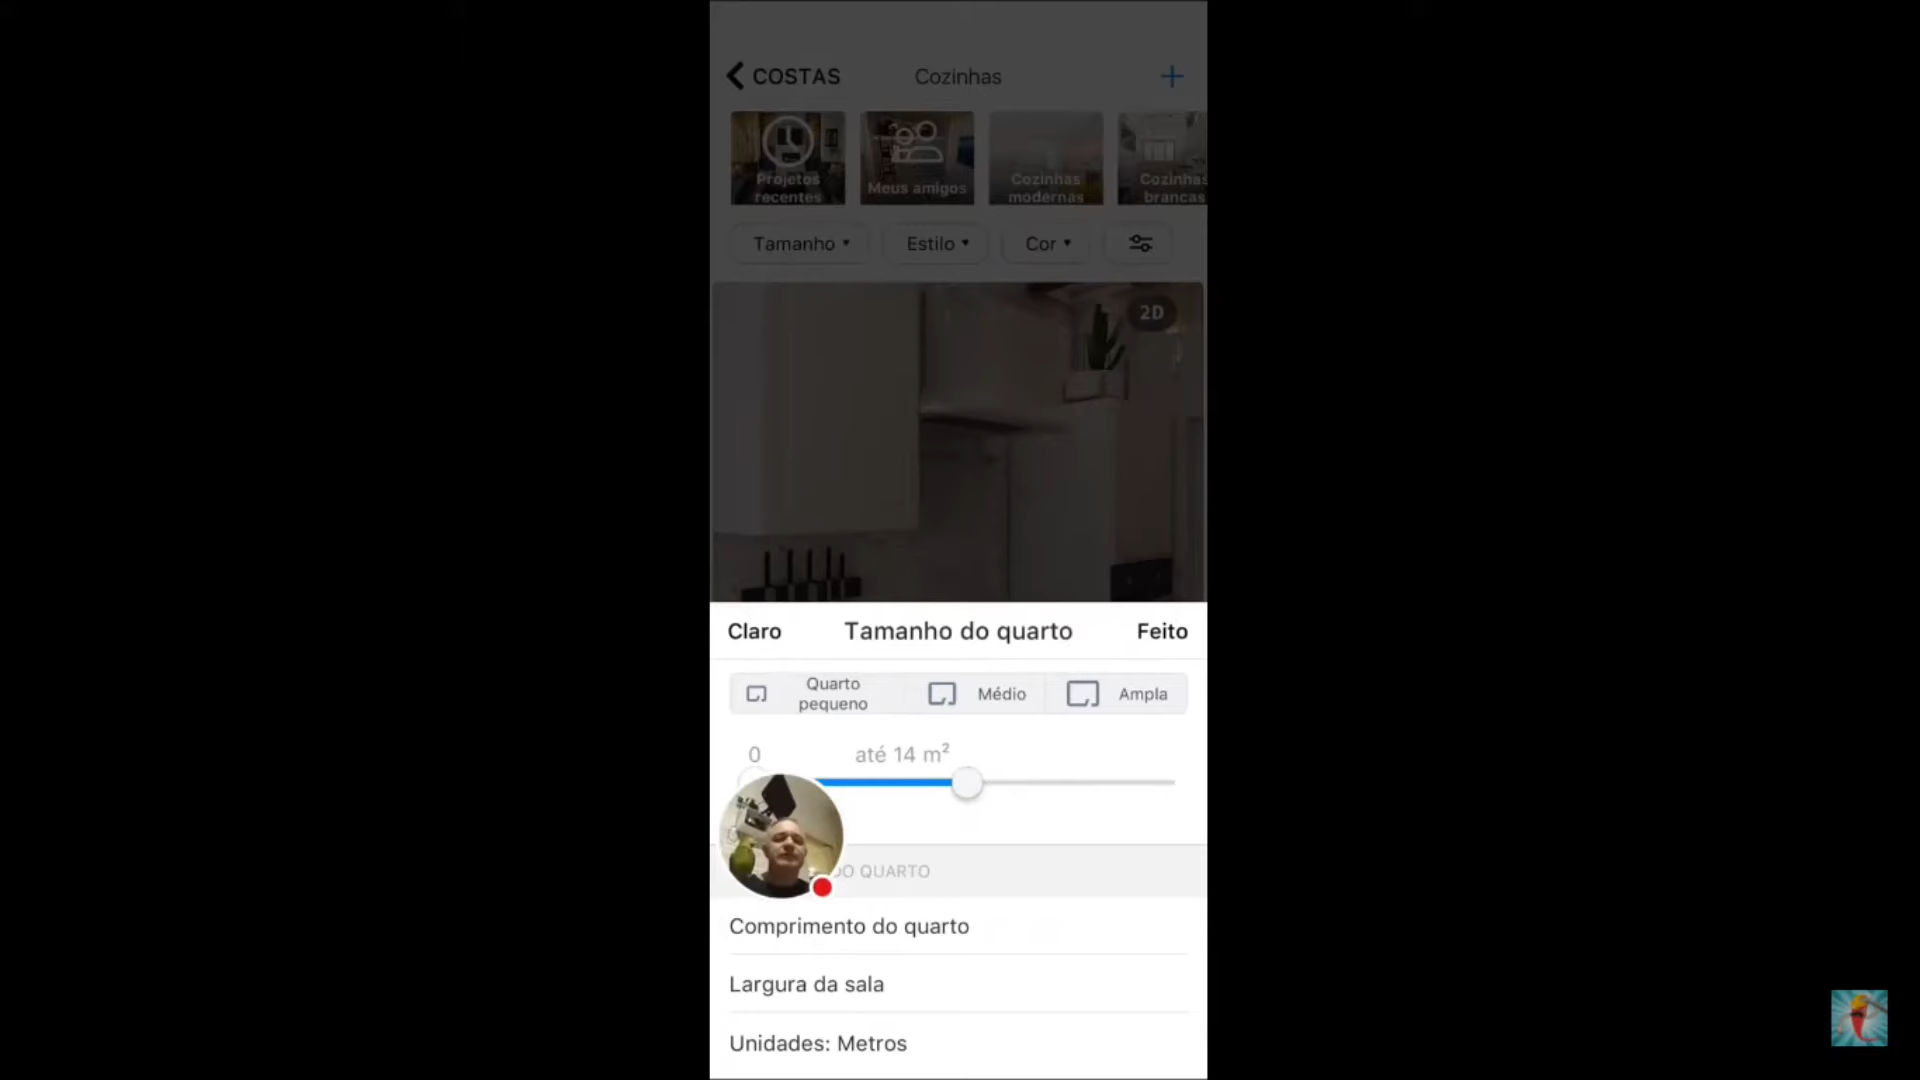 COSTAS
Cozinhas
Projetos
recentes
Meus amigos
Cozinhas
modernas
Cozinhas
brancas
Tamanho
Estilo
Cor
2D
Claro
Tamanho do quarto
Feito
Quarto
pequeno
Médio
Ampla
0
até 14 m²
DO QUARTO
Comprimento do quarto
Largura da sala
Unidades: Metros